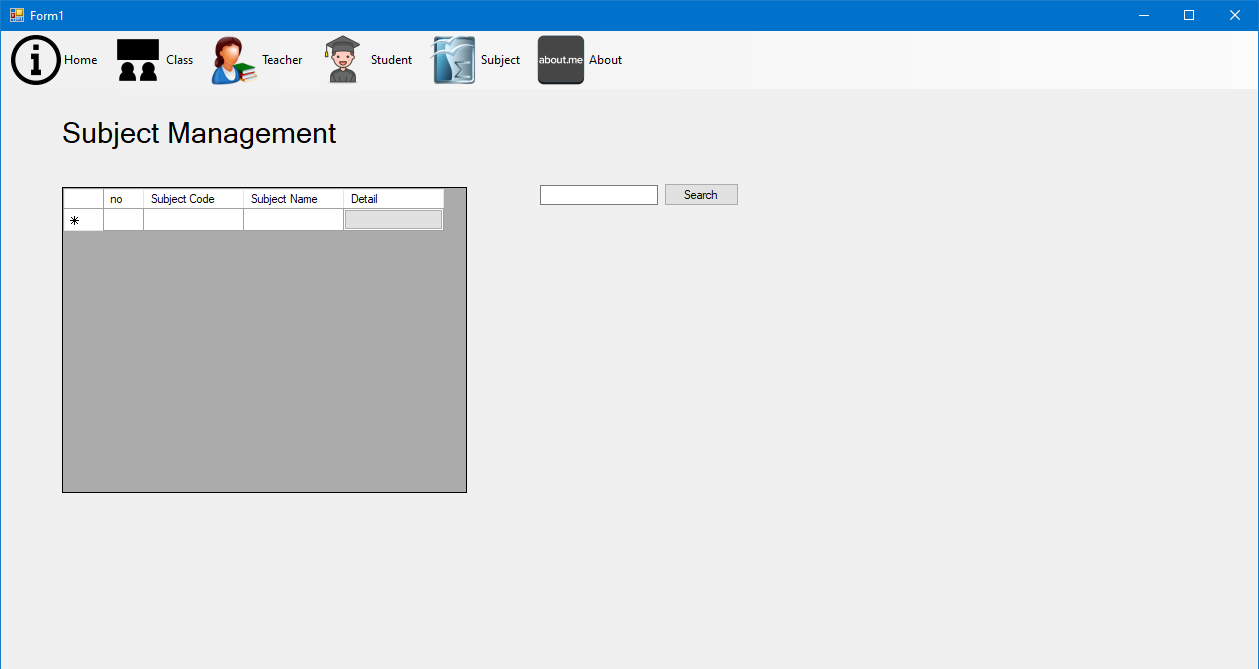 Form1
Home Class Teacher Student Subject about.me About
Subject Management
no Subject Code Subject Name Detail
Search